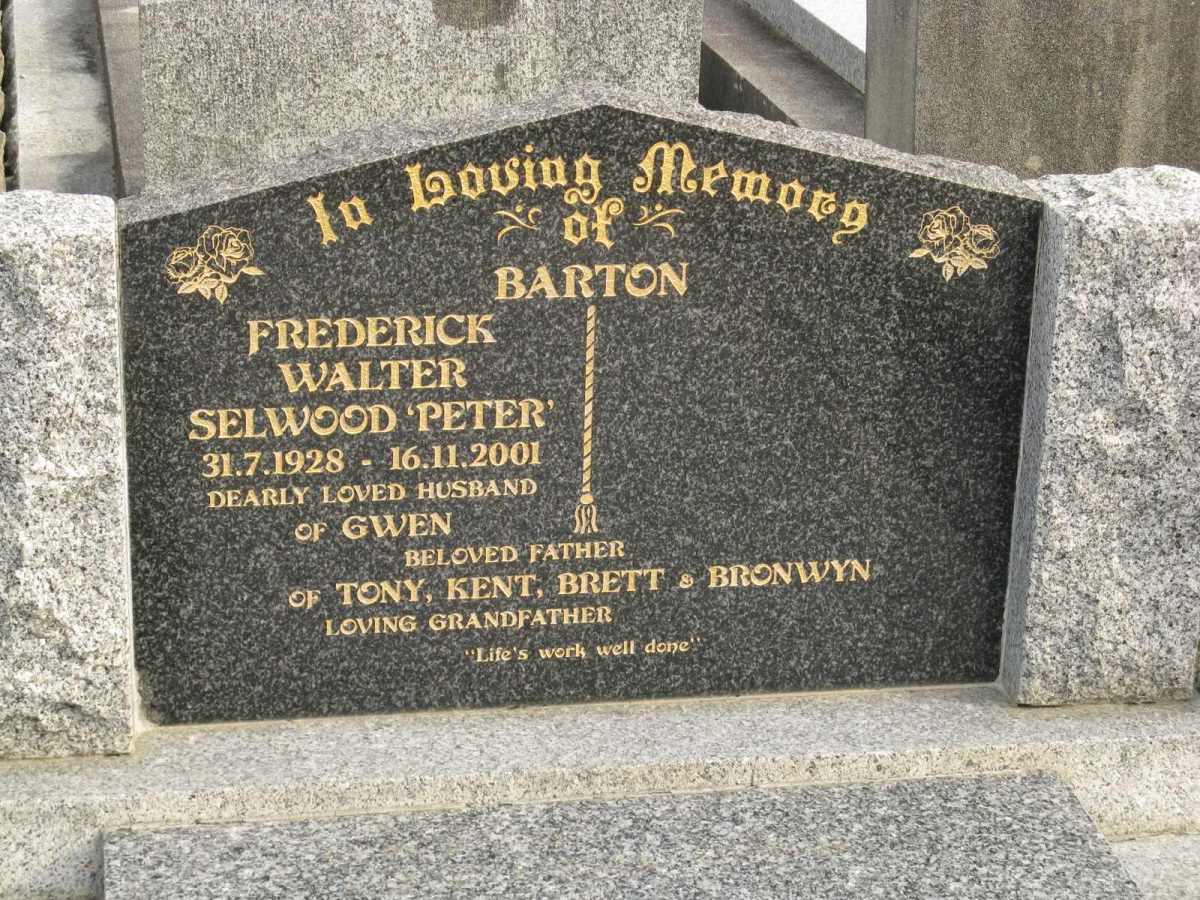 In Loving Memory
of
BARTON
FREDERICK
WALTER
SELWOOD 'PETER'
31.7.1928 - 16.11.2001
DEARLY LOVED HUSBAND
OF GWEN
BELOVED FATHER
OF TONY, KENT, BRETT & BRONWYN
LOVING GRANDFATHER
"Life's work well done"